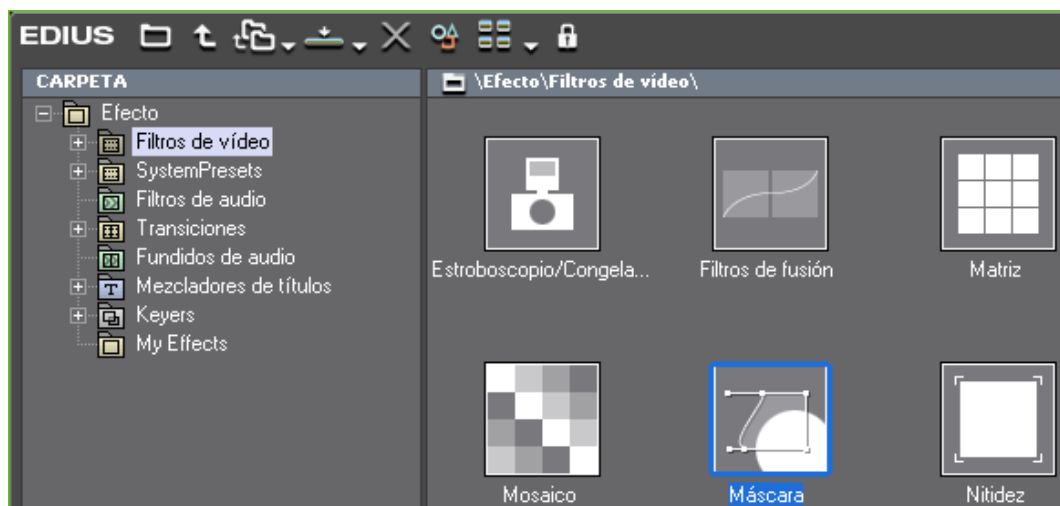 EDIUS
CARPETA
\Efecto\Filtros de vídeo\
Efecto
Filtros de vídeo
SystemPresets
Filtros de audio
Transiciones
Fundidos de audio
Mezcladores de títulos
Keyers
My Effects
Estroboscopio/Congela...
Filtros de fusión
Matriz
Mosaico
Máscara
Nitidez